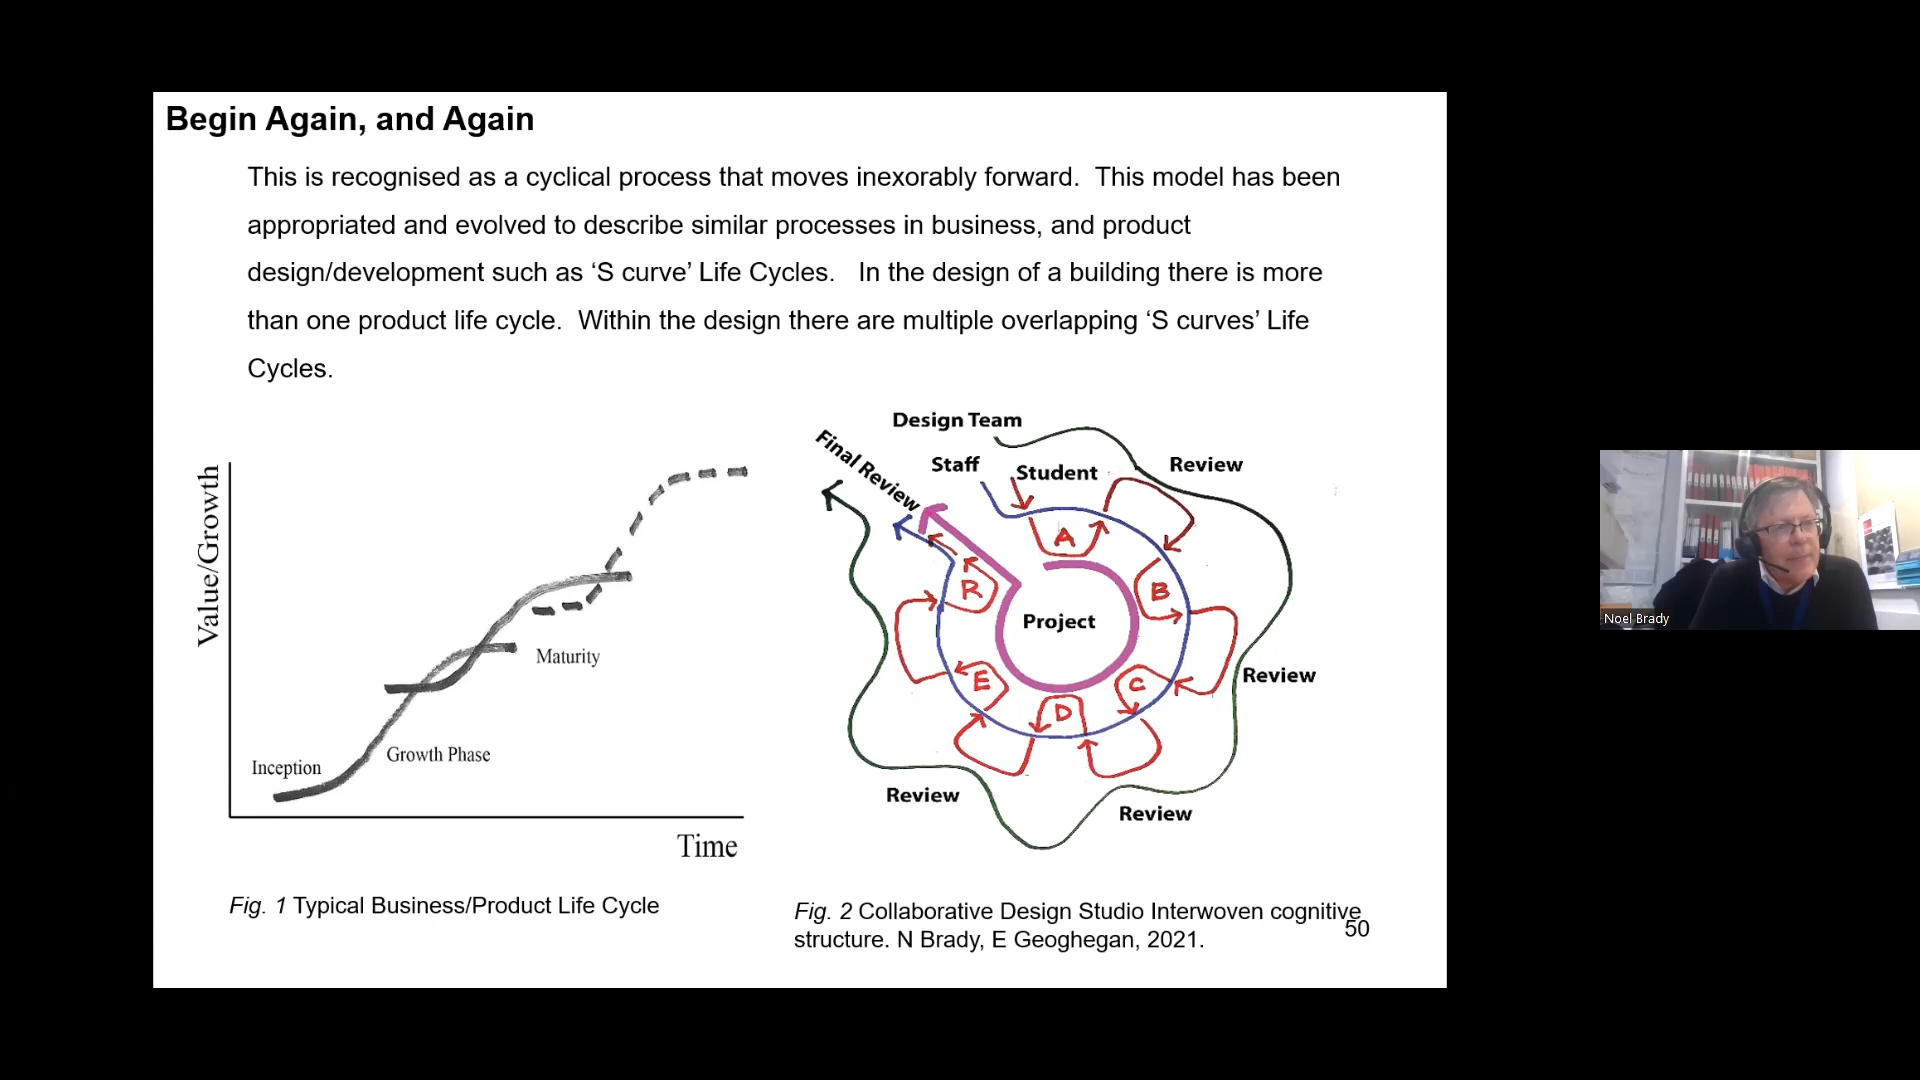 Begin Again, and Again
This is recognised as a cyclical process that moves inexorably forward.  This model has been
appropriated and evolved to describe similar processes in business, and product
design/development such as ‘S curve’ Life Cycles.   In the design of a building there is more
than one product life cycle.  Within the design there are multiple overlapping ‘S curves’ Life
Cycles.
Value/Growth
Inception
Growth Phase
Maturity
Time
Fig. 1 Typical Business/Product Life Cycle
Design Team
Final Review
Staff
Student
Review
A
B
R
Project
E
C
D
Review
Review
Review
Fig. 2 Collaborative Design Studio Interwoven cognitive
structure. N Brady, E Geoghegan, 2021.
50
Noel Brady